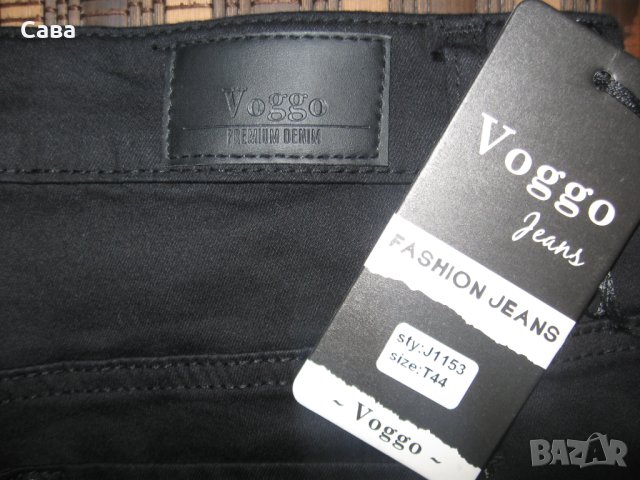 Сава
Voggo
PREMIUM DENIM
Voggo
Jeans
FASHION JEANS
sty:J1153
size:T44
~ Voggo ~
BAZAR